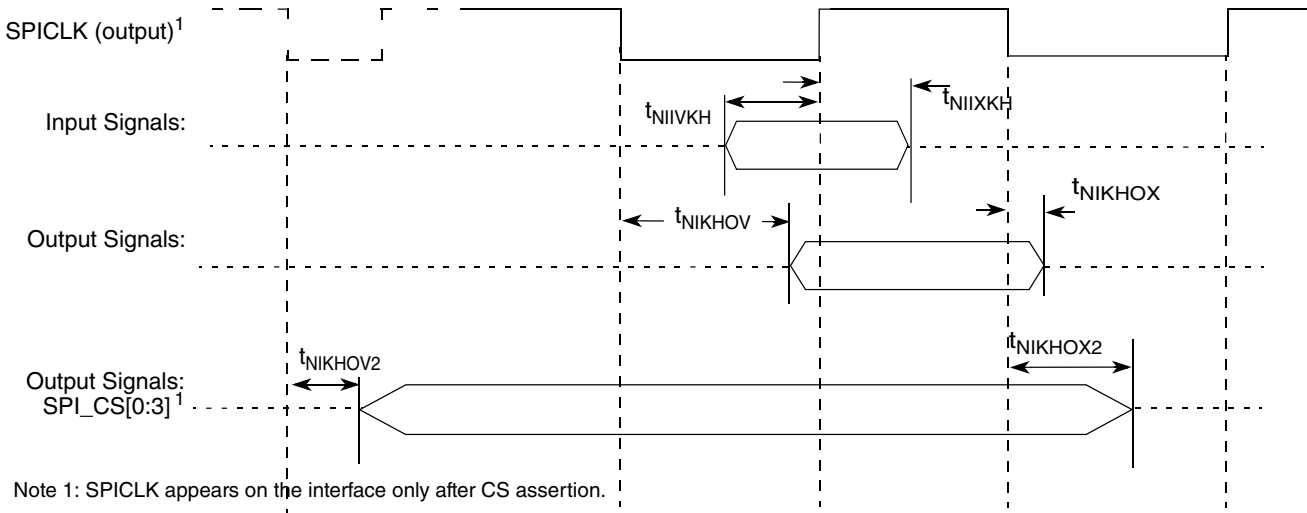 SPICLK (output)1
tNIIVKH
tNIIXKH
Input Signals:
tNIKHOX
tNIKHOV
Output Signals:
tNIKHOV2
tNIKHOX2
Output Signals:
SPI_CS[0:3] 1
Note 1: SPICLK appears on the interface only after CS assertion.